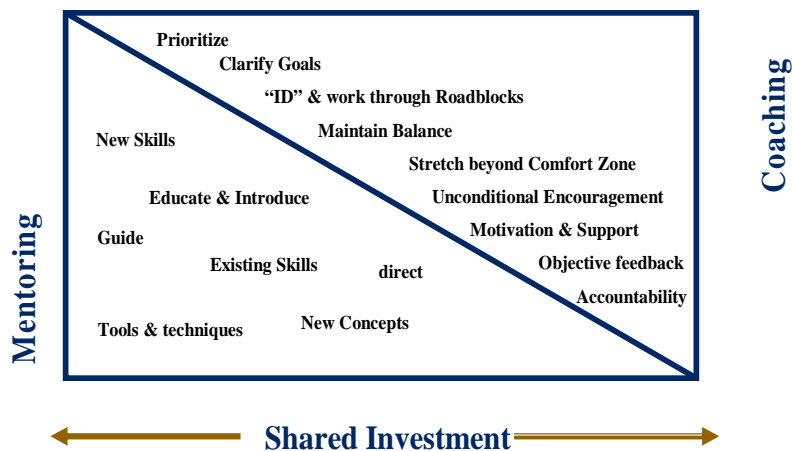 Prioritize
Clarify Goals
“ID” & work through Roadblocks
Maintain Balance
Stretch beyond Comfort Zone
Unconditional Encouragement
Motivation & Support
Objective feedback
Accountability
Coaching
New Skills
Educate & Introduce
Guide
Existing Skills
direct
New Concepts
Tools & techniques
Mentoring
Shared Investment